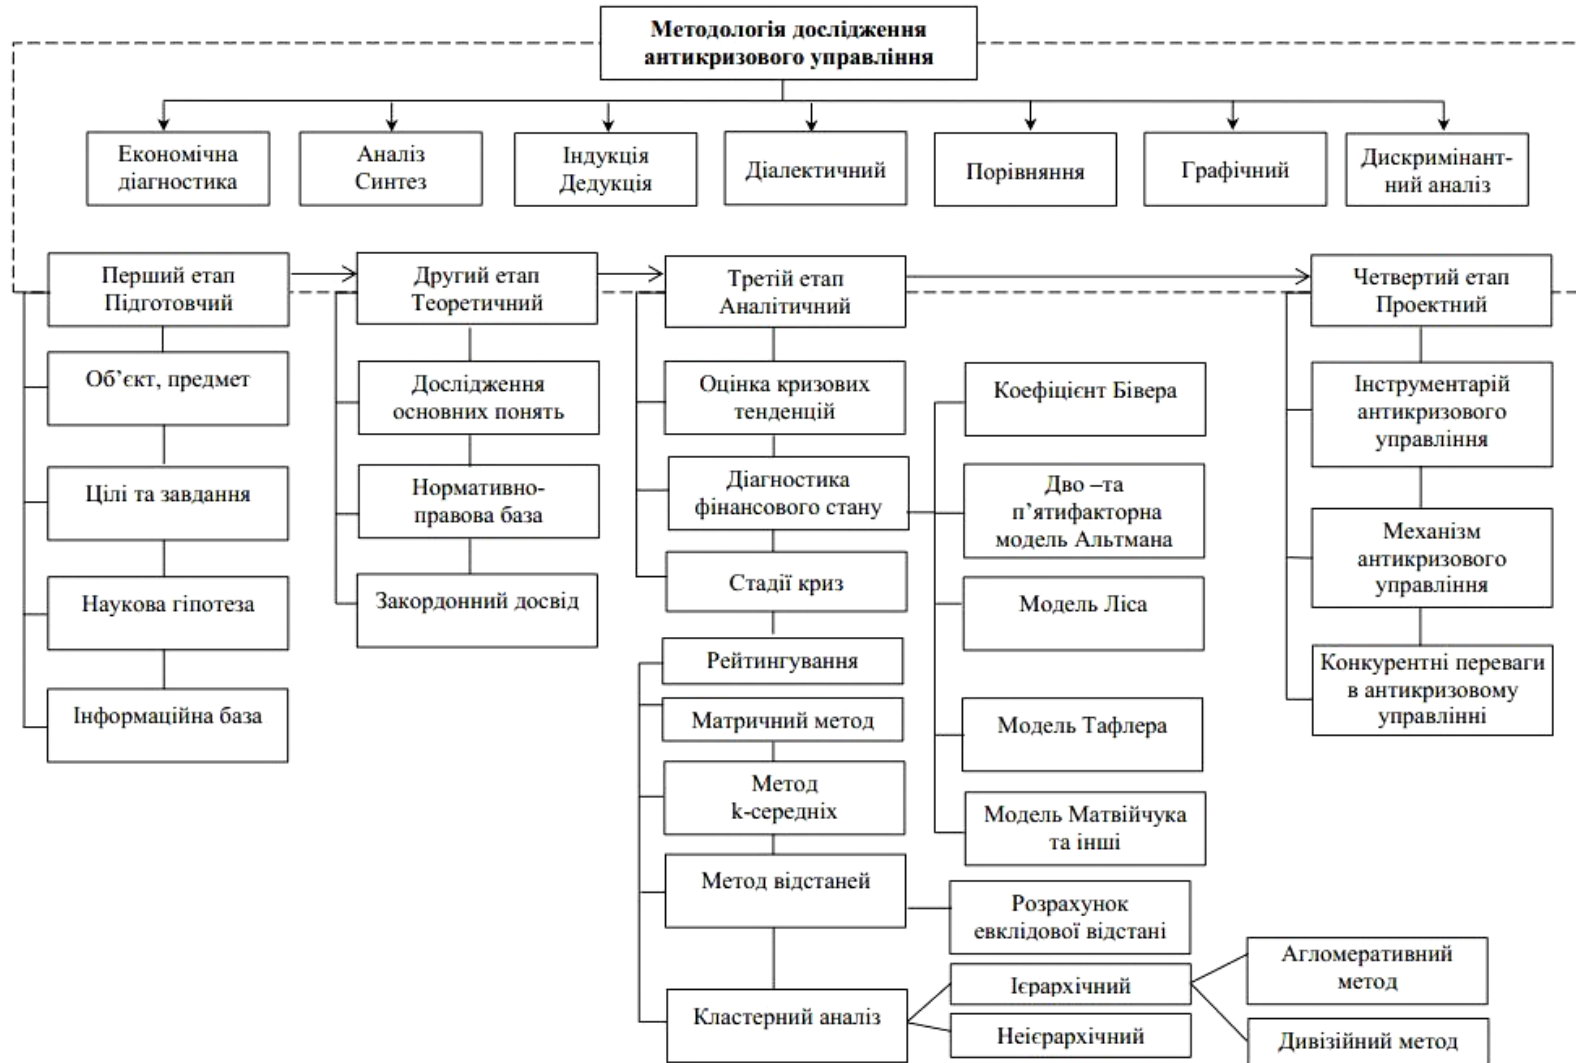 Методологія дослідження
антикризового управління
Економічна
діагностика
Аналіз
Синтез
Індукція
Дедукція
Діалектичний
Порівняння
Графічний
Дискримінант-
ний аналіз
Перший етап
Підготовчий
Другий етап
Теоретичний
Третій етап
Аналітичний
Четвертий етап
Проектний
Об’єкт, предмет
Цілі та завдання
Наукова гіпотеза
Інформаційна база
Дослідження
основних понять
Нормативно-
правова база
Закордонний досвід
Оцінка кризових
тенденцій
Діагностика
фінансового стану
Стадії криз
Рейтингування
Матричний метод
Метод
k-середніх
Метод відстаней
Кластерний аналіз
Коефіцієнт Бівера
Дво –та
п’ятифакторна
модель Альтмана
Модель Ліса
Модель Тафлера
Модель Матвійчука
та інші
Розрахунок
евклідової відстані
Ієрархічний
Неієрархічний
Агломеративний
метод
Дивізійний метод
Інструментарій
антикризового
управління
Механізм
антикризового
управління
Конкурентні переваги
в антикризовому
управлінні